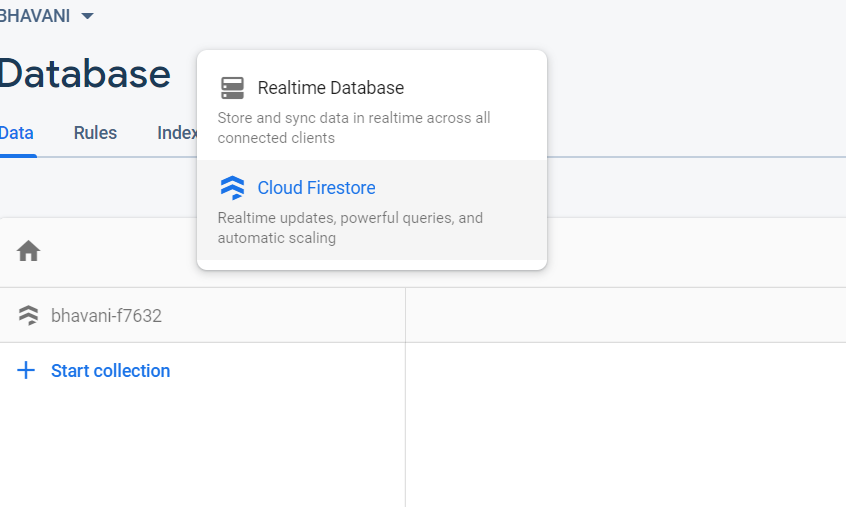 BHAVANI
Database
Data Rules Index
Realtime Database
Store and sync data in realtime across all
connected clients
Cloud Firestore
Realtime updates, powerful queries, and
automatic scaling
bhavani-f7632
Start collection